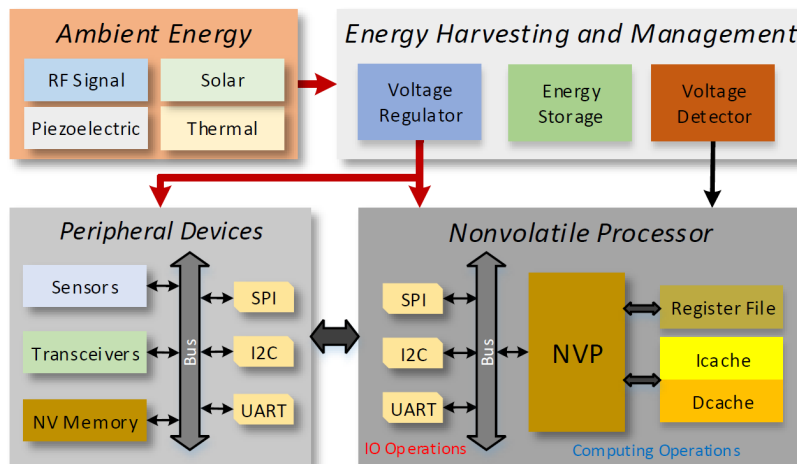 Ambient Energy
RF Signal
Solar
Piezoelectric
Thermal
Energy Harvesting and Management
Voltage
Regulator
Energy
Storage
Voltage
Detector
Peripheral Devices
Sensors
Transceivers
NV Memory
Bus
SPI
I2C
UART
Nonvolatile Processor
SPI
I2C
UART
Bus
NVP
Register File
Icache
Dcache
IO Operations
Computing Operations